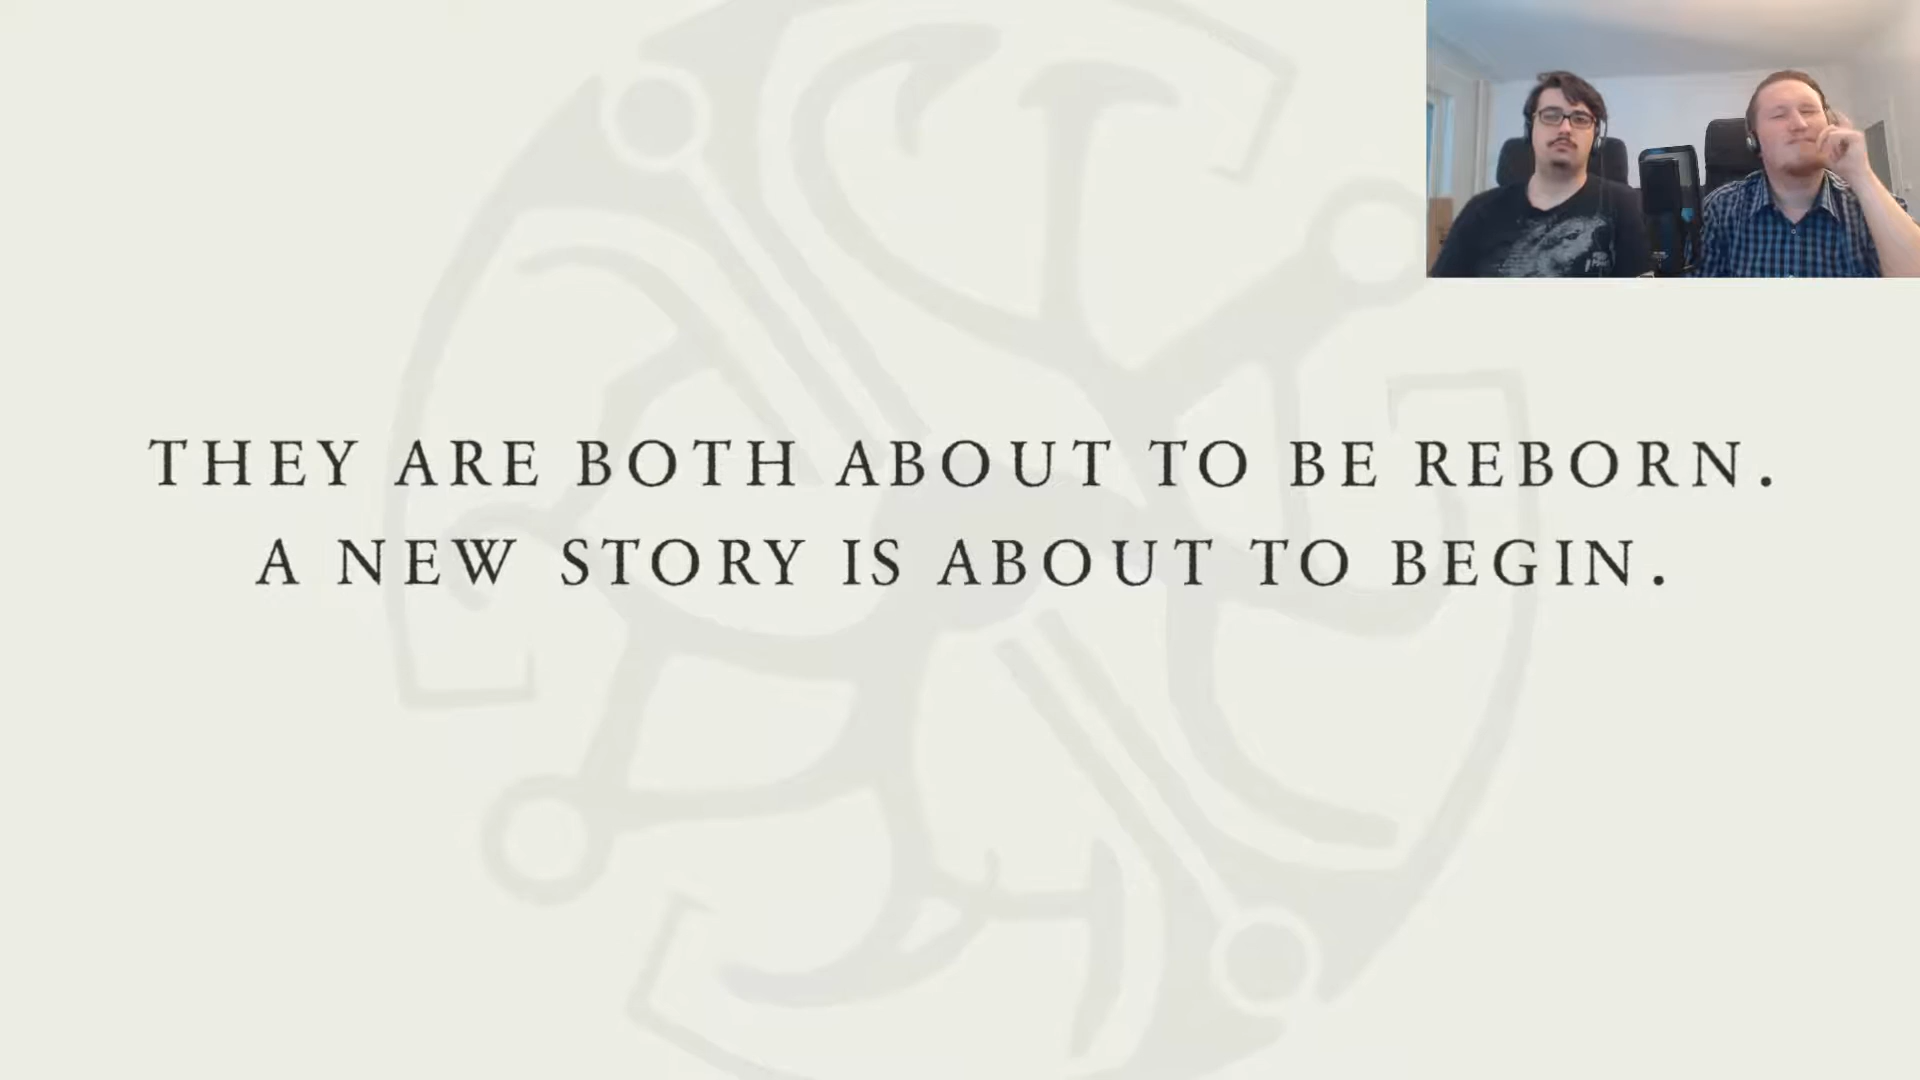 THEY ARE BOTH ABOUT TO BE REBORN.
A NEW STORY IS ABOUT TO BEGIN.